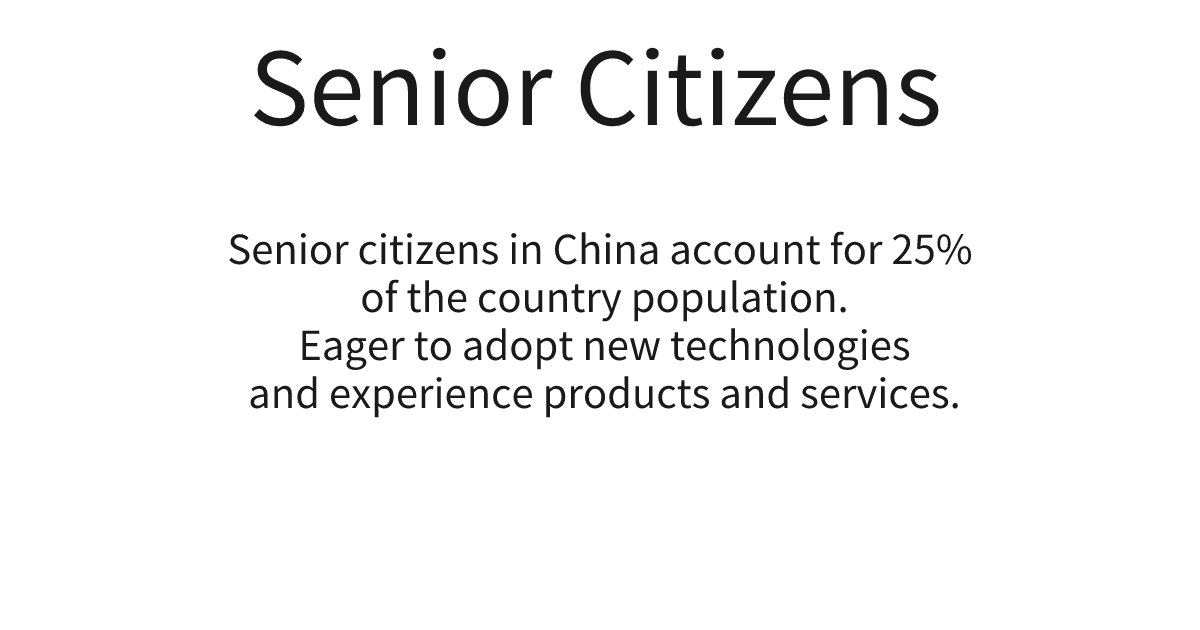 Senior Citizens
Senior citizens in China account for 25%
of the country population.
Eager to adopt new technologies
and experience products and services.